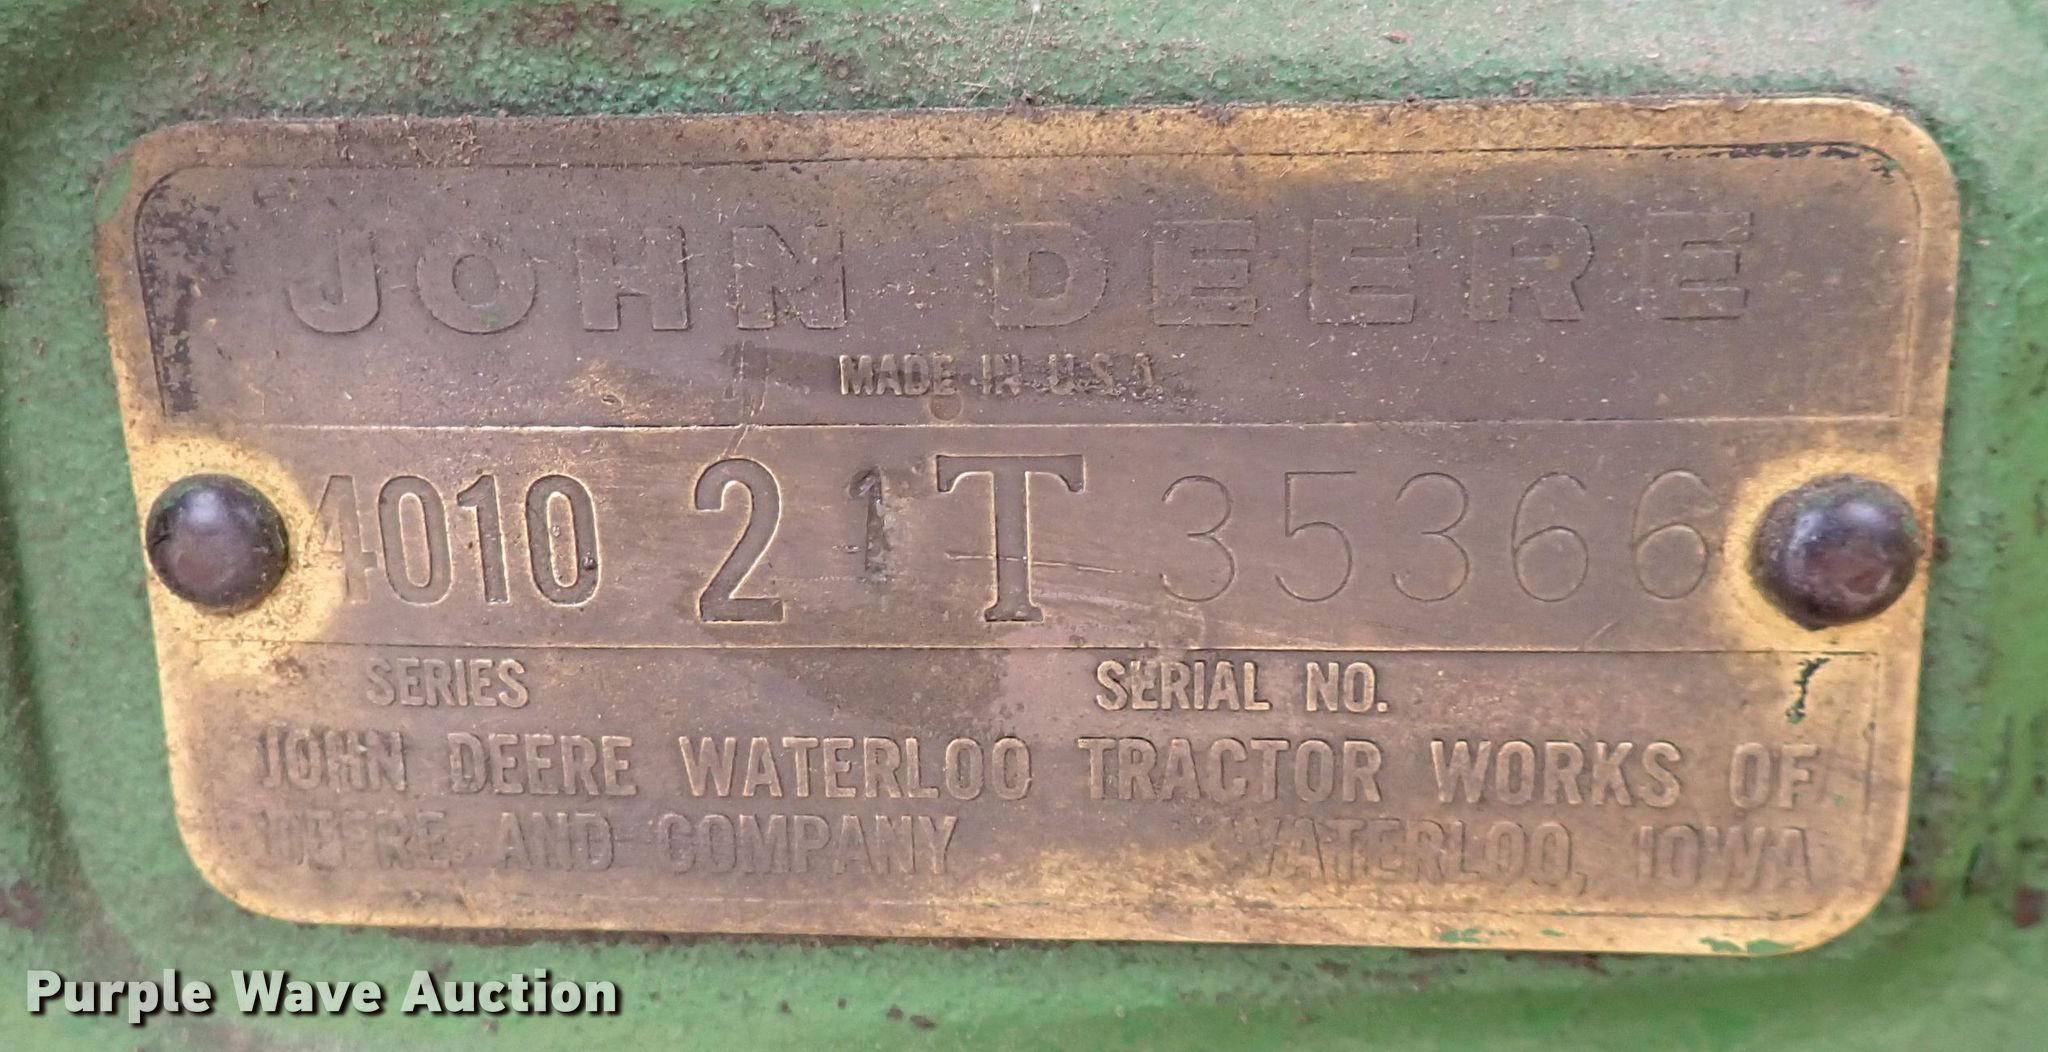 JOHN DEERE
MADE IN U.S.A.
4010 21T 35366
SERIES SERIAL NO.
JOHN DEERE WATERLOO TRACTOR WORKS OF
DEERE AND COMPANY WATERLOO, IOWA
Purple Wave Auction